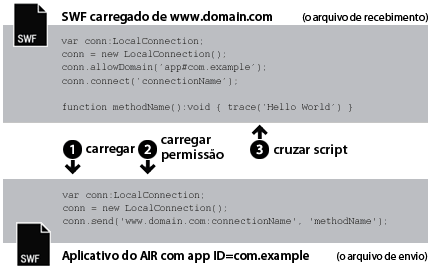 SWF carregado de www.domain.com (o arquivo de recebimento)
SWF
var conn:LocalConnection;
conn = new LocalConnection();
conn.allowDomain('app#com.example');
conn.connect('connectionName');
function methodName():void { trace('Hello World') }
1 carregar
2 carregar permissão
3 cruzar script
var conn:LocalConnection;
conn = new LocalConnection();
conn.send('www.domain.com:connectionName', 'methodName');
SWF
Aplicativo do AIR com app ID=com.example (o arquivo de envio)